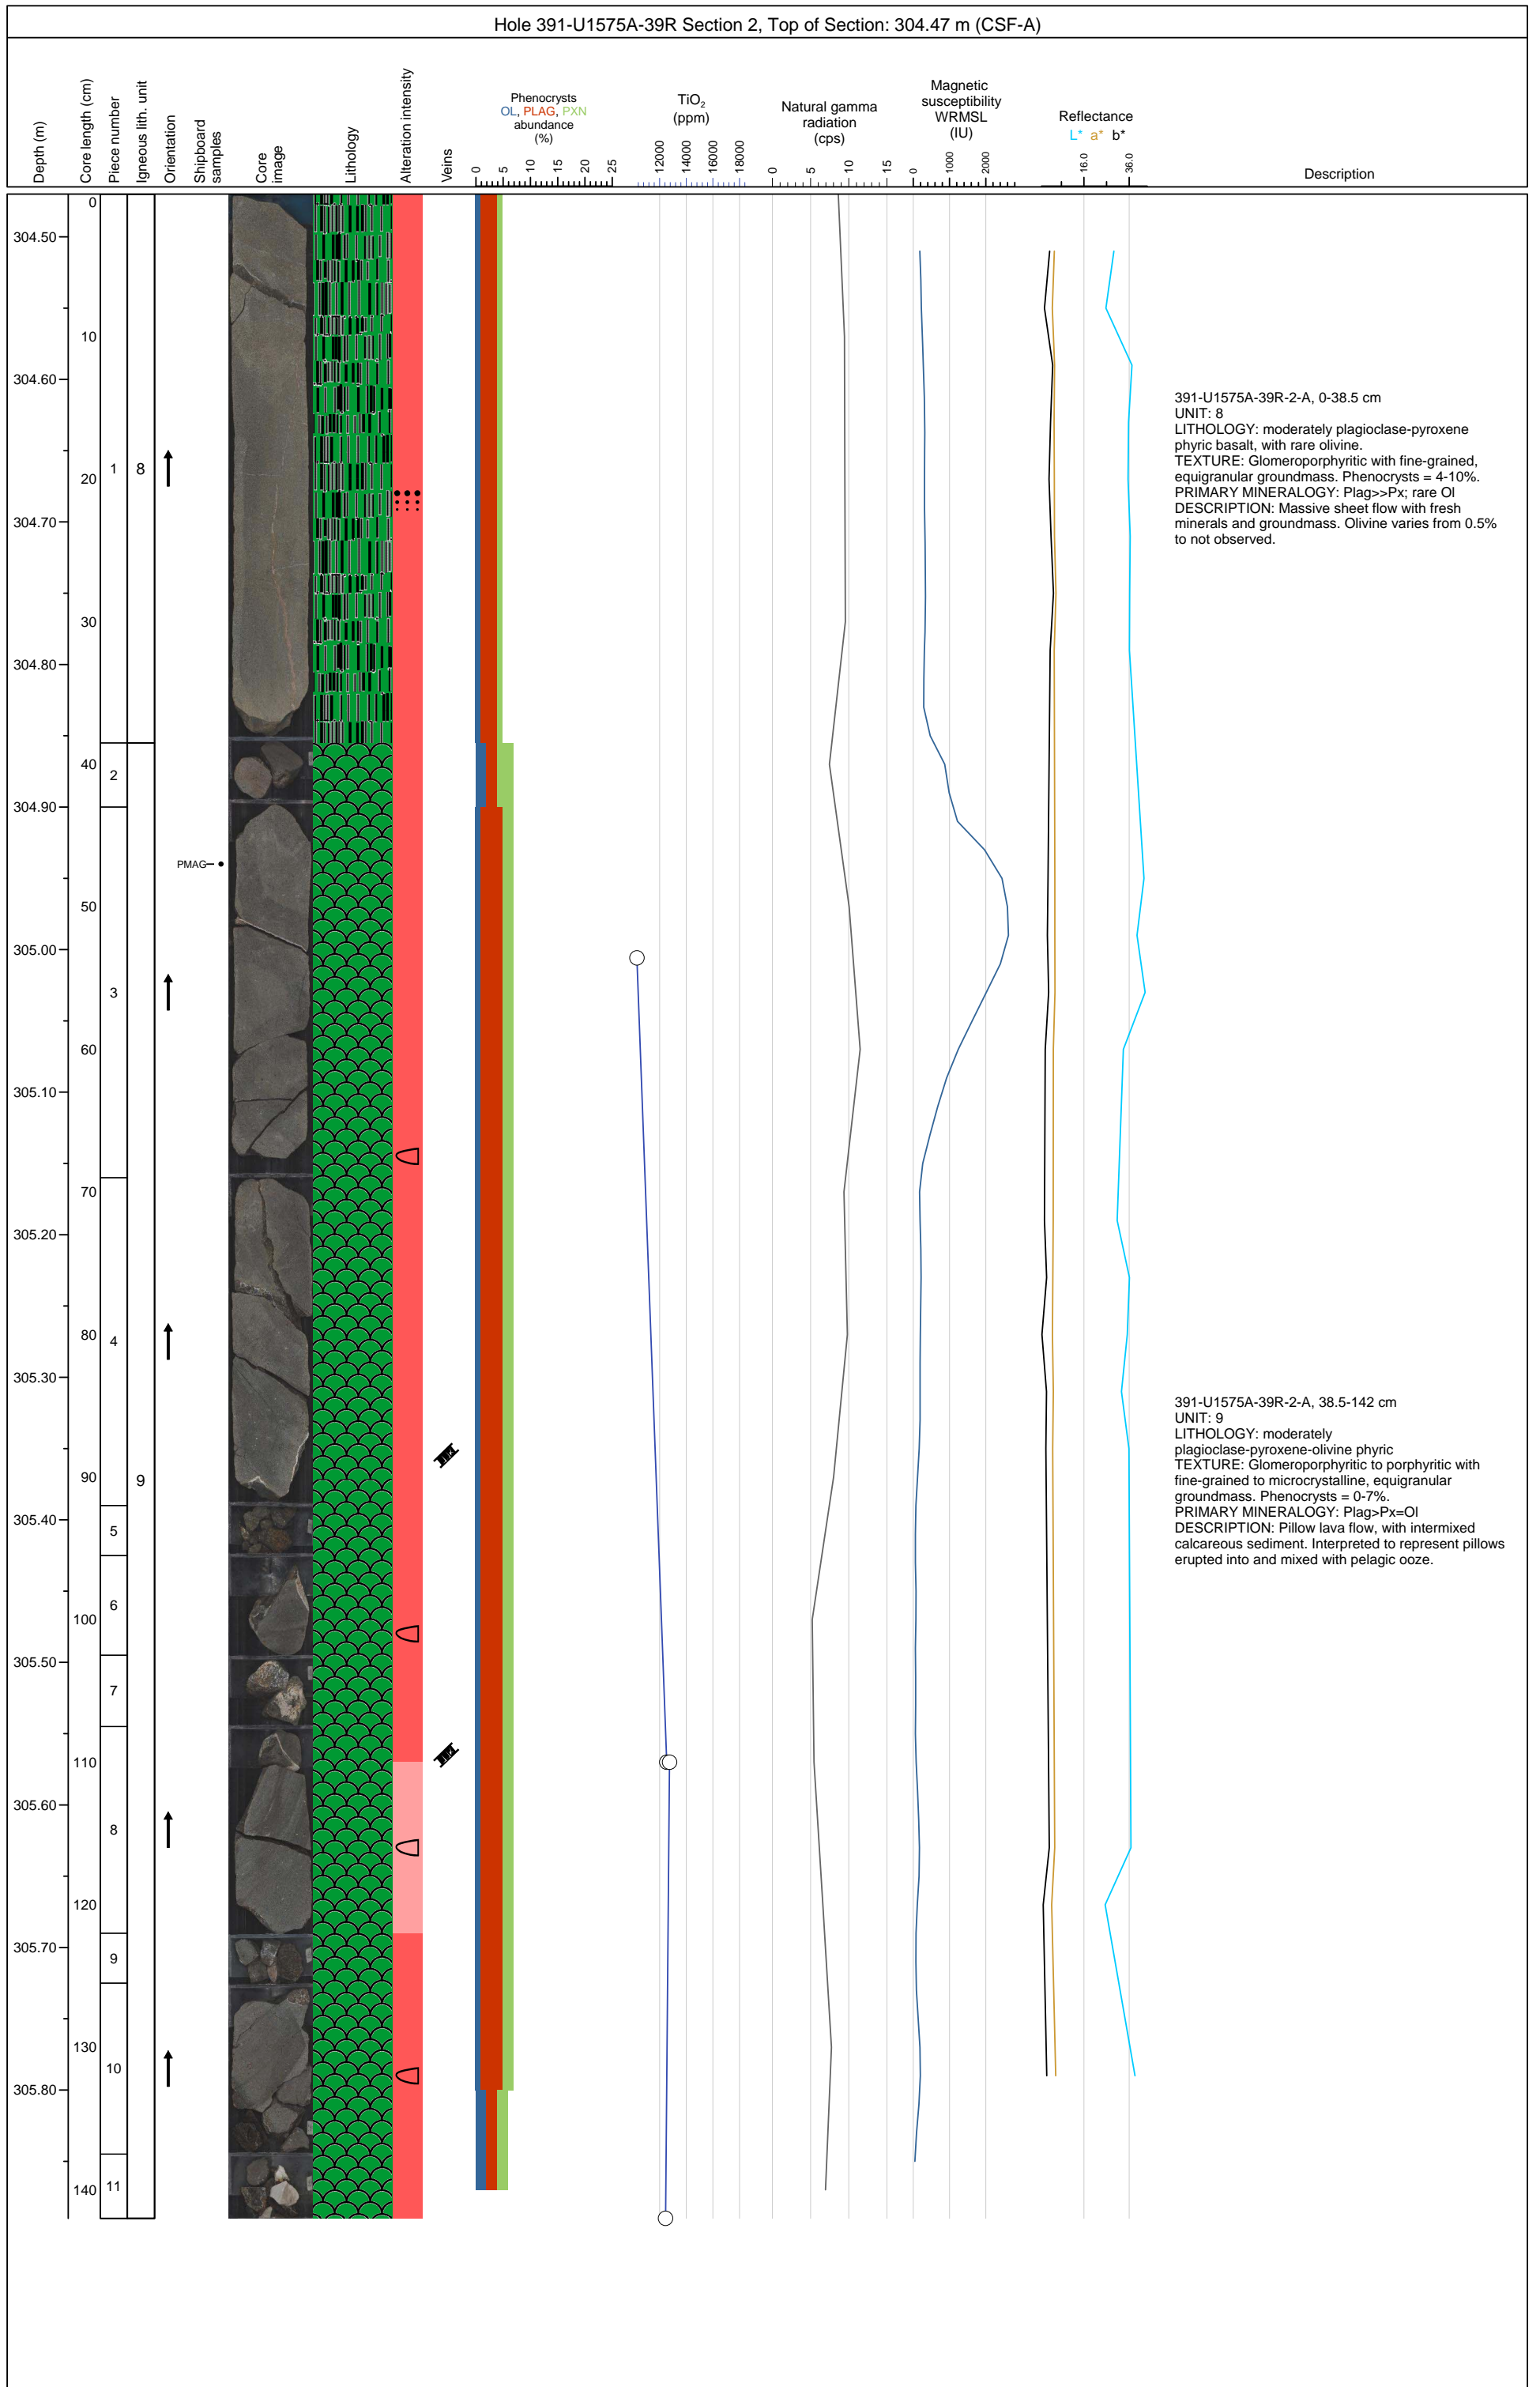 Hole 391-U1575A-39R Section 2, Top of Section: 304.47 m (CSF-A)
Depth (m)
Core length (cm)
Piece number
Igneous lith. unit
Orientation
Shipboard
samples
Core
image
Lithology
Alteration intensity
Veins
Phenocrysts
OL, PLAG, PXN
abundance
(%)
0 5 10 15 20 25
TiO2
(ppm)
12000 14000 16000 18000
Natural gamma
radiation
(cps)
0 5 10 15
Magnetic
susceptibility
WRMSL
(IU)
0 1000 2000
Reflectance
L* a* b*
16.0 36.0
Description
304.50
304.60
304.70
304.80
304.90
305.00
305.10
305.20
305.30
305.40
305.50
305.60
305.70
305.80
0
10
20
30
40
50
60
70
80
90
100
110
120
130
140
1
2
3
4
5
6
7
8
9
10
11
8
9
PMAG
391-U1575A-39R-2-A, 0-38.5 cm
UNIT: 8
LITHOLOGY: moderately plagioclase-pyroxene
phyric basalt, with rare olivine.
TEXTURE: Glomeroporphyritic with fine-grained,
equigranular groundmass. Phenocrysts = 4-10%.
PRIMARY MINERALOGY: Plag>>Px; rare Ol
DESCRIPTION: Massive sheet flow with fresh
minerals and groundmass. Olivine varies from 0.5%
to not observed.
391-U1575A-39R-2-A, 38.5-142 cm
UNIT: 9
LITHOLOGY: moderately
plagioclase-pyroxene-olivine phyric
TEXTURE: Glomeroporphyritic to porphyritic with
fine-grained to microcrystalline, equigranular
groundmass. Phenocrysts = 0-7%.
PRIMARY MINERALOGY: Plag>Px=Ol
DESCRIPTION: Pillow lava flow, with intermixed
calcareous sediment. Interpreted to represent pillows
erupted into and mixed with pelagic ooze.